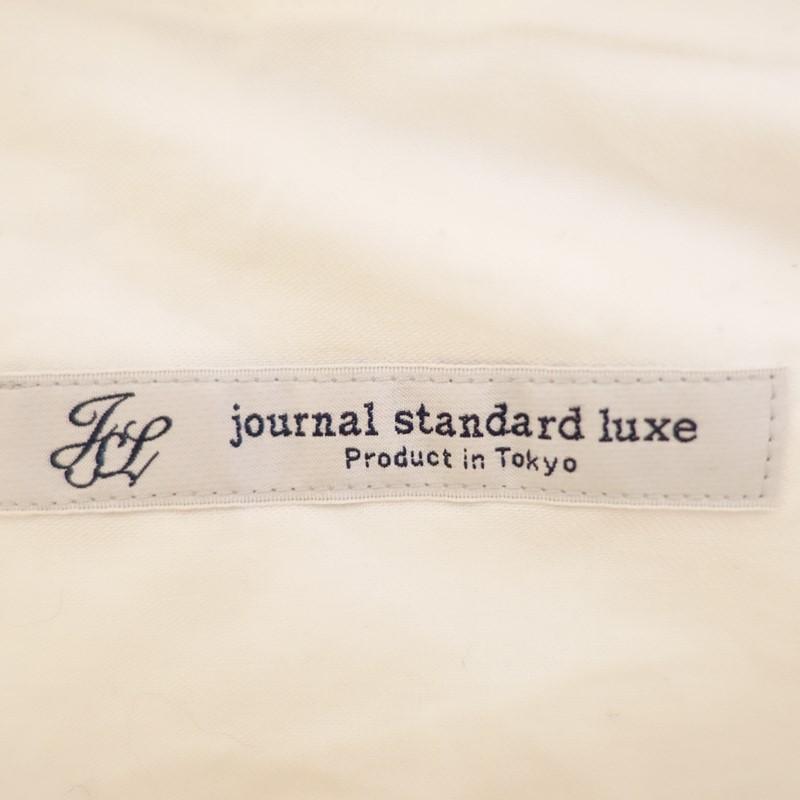 JSL
journal standard luxe
Product in Tokyo